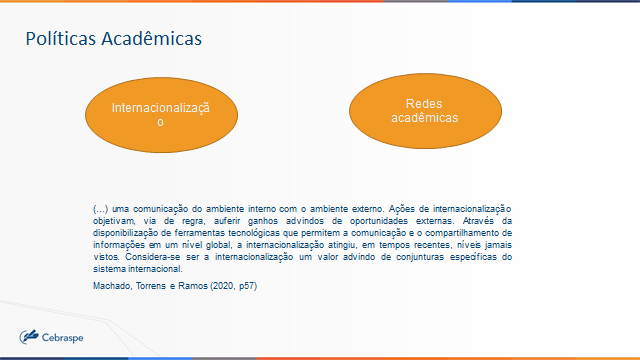 Políticas Acadêmicas
Internacionalizaçã
o
Redes
acadêmicas
(...) uma comunicação do ambiente interno com o ambiente externo. Ações de internacionalização
objetivam, via de regra, auferir ganhos advindos de oportunidades externas. Através da
disponibilização de ferramentas tecnológicas que permitem a comunicação e o compartilhamento de
informações em um nível global, a internacionalização atingiu, em tempos recentes, níveis jamais
vistos. Considera-se ser a internacionalização um valor advindo de conjunturas específicas do
sistema internacional.
Machado, Torrens e Ramos (2020, p57)
Cebraspe